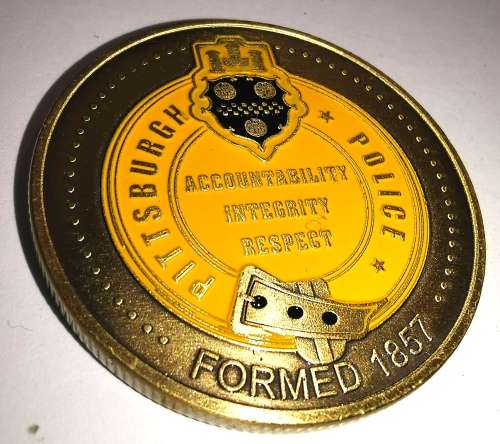 PITTSBURGH POLICE
ACCOUNTABILITY
INTEGRITY
RESPECT
FORMED 1857